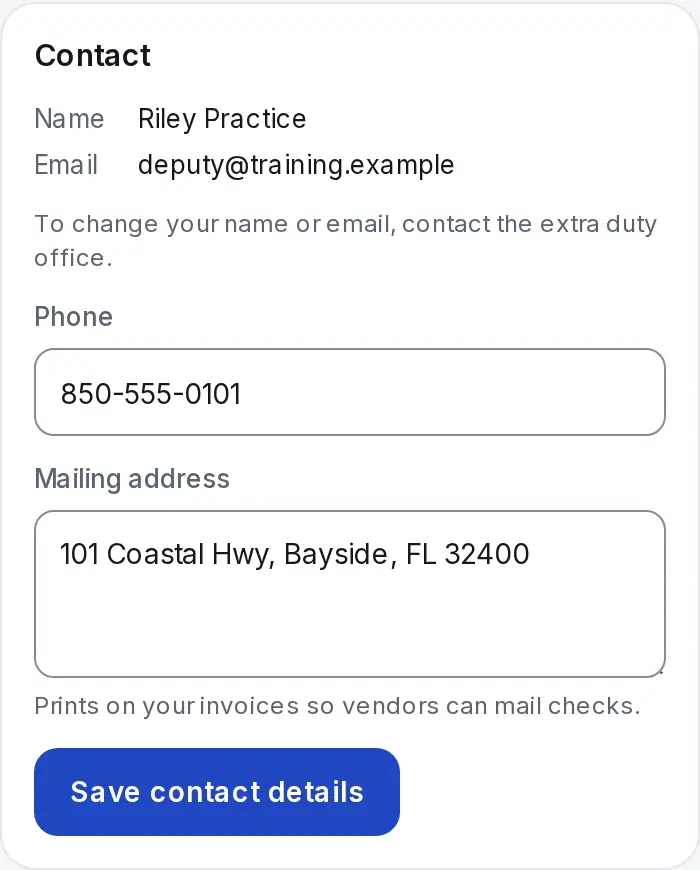 Contact
Name Riley Practice
Email deputy@training.example
To change your name or email, contact the extra duty
office.
Phone
850-555-0101
Mailing address
101 Coastal Hwy, Bayside, FL 32400
Prints on your invoices so vendors can mail checks.
Save contact details